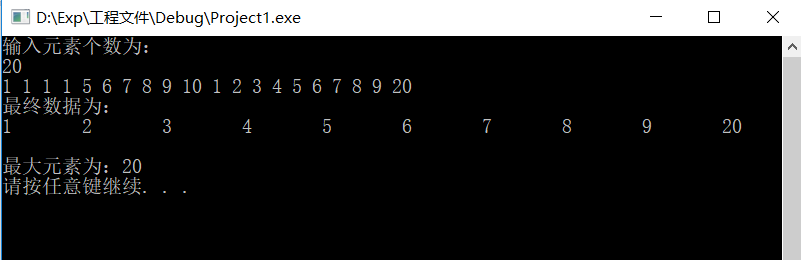 D:\Exp\工程文件\Debug\Project1.exe
输入元素个数为：
20
1 1 1 1 5 6 7 8 9 10 1 2 3 4 5 6 7 8 9 20
最终数据为：
1 2 3 4 5 6 7 8 9 20
最大元素为：20
请按任意键继续. . .